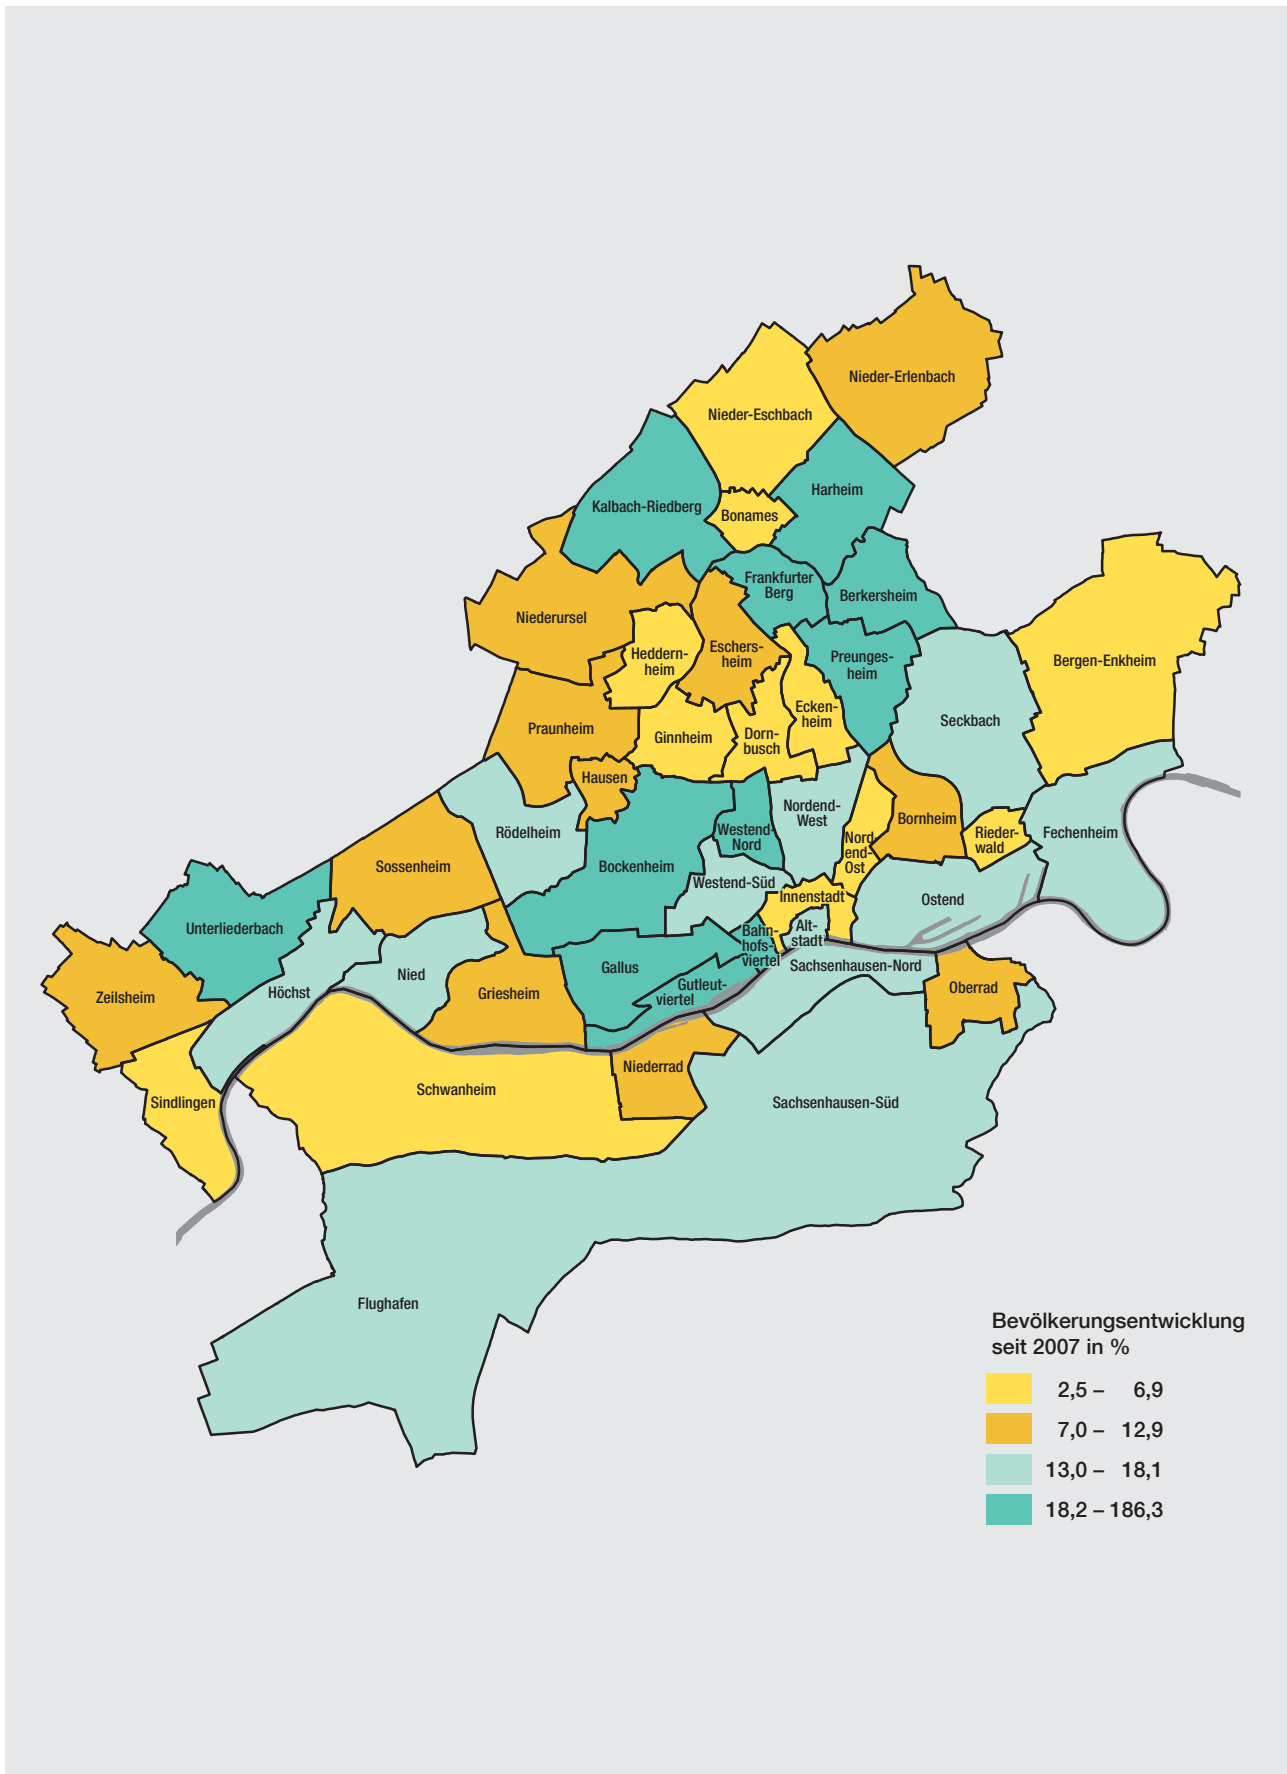 Nieder-Erlenbach
Nieder-Eschbach
Harheim
Kalbach-Riedberg
Bonames
Frankfurter
Berg
Berkersheim
Niederursel
Heddern-
heim
Eschers-
heim
Preunges-
heim
Bergen-Enkheim
Ecken-
heim
Seckbach
Praunheim
Ginnheim
Dorn-
busch
Hausen
Nordend-
West
Rödelheim
Westend-
Nord
Nord-
end-
Ost
Bornheim
Rieder-
wald
Fechenheim
Sossenheim
Bockenheim
Westend-Süd
Innenstadt
Ostend
Unterliederbach
Bahn-
hofs-
viertel
Alt-
stadt
Gallus
Sachsenhausen-Nord
Nied
Höchst
Zeilsheim
Griesheim
Gutleut-
viertel
Oberrad
Niederrad
Schwanheim
Sindlingen
Sachsenhausen-Süd
Flughafen
Bevölkerungsentwicklung
seit 2007 in %
2,5 – 6,9
7,0 – 12,9
13,0 – 18,1
18,2 – 186,3